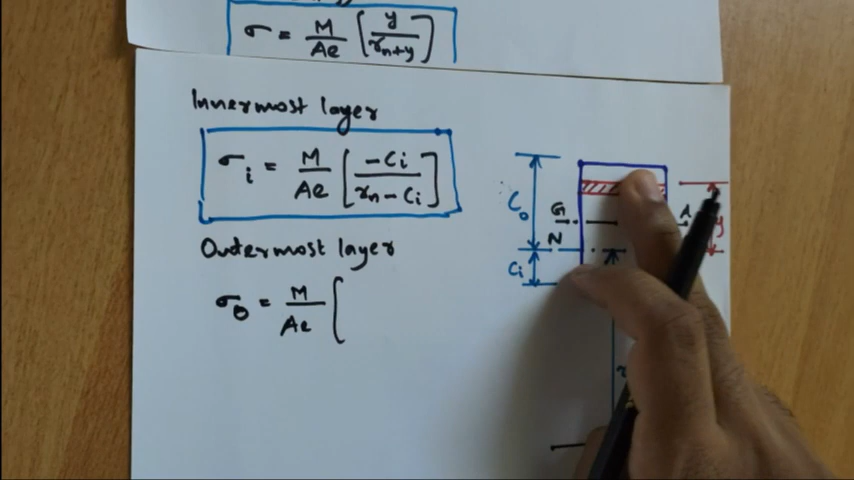 σ = M/Ae [y/(rn+y)]
Innermost layer
σi = M/Ae [-Ci/(rn-Ci)]
Outermost layer
σo = M/Ae [
Co
G
A
y
N
Ci